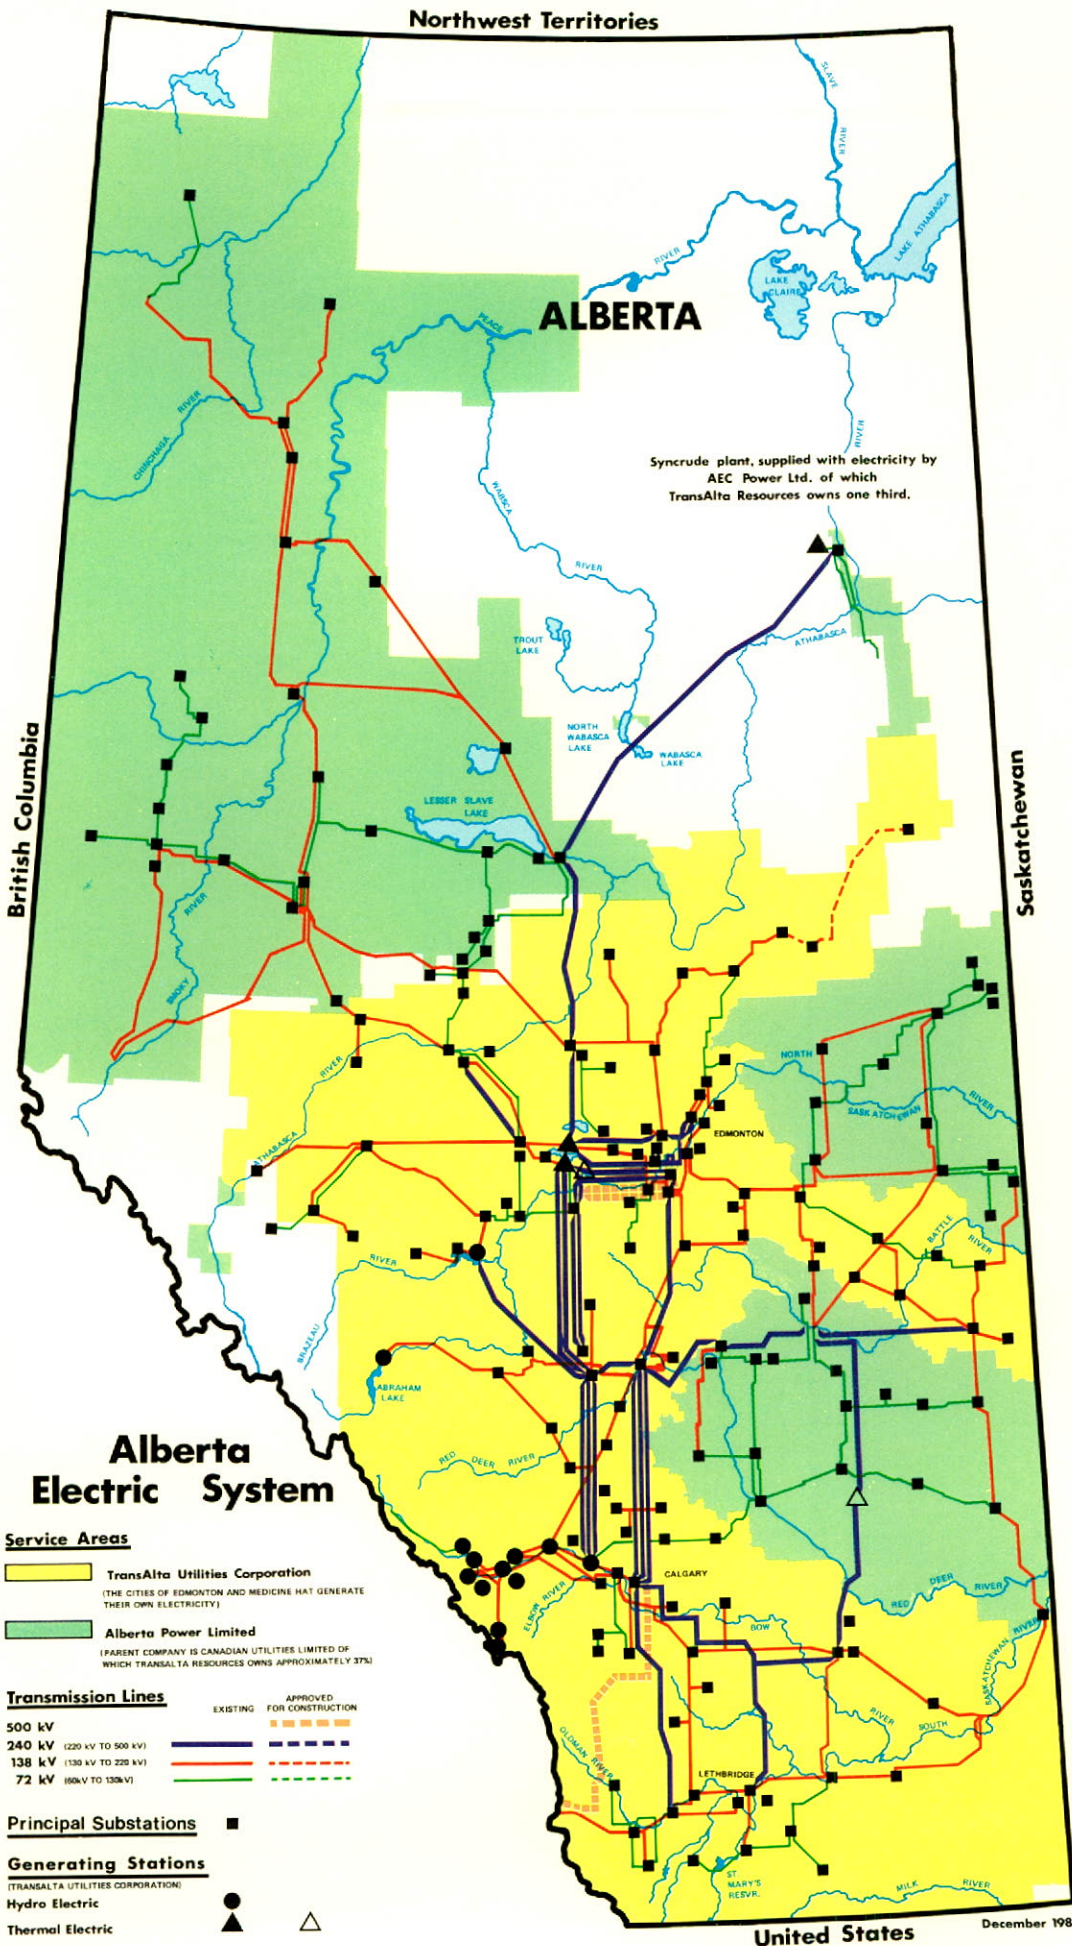 Northwest Territories
SLAVE
RIVER
LAKE ATHABASCA
RIVER
LAKE
CLAIRE
ALBERTA
PEACE
RIVER
CHINCHAGA
RIVER
Syncrude plant, supplied with electricity by
AEC Power Ltd. of which
TransAlta Resources owns one third.
WABSCA
RIVER
TROUT
LAKE
ATHABASCA
NORTH
WABASCA
LAKE
WABASCA
LAKE
British Columbia
Saskatchewan
LESSER SLAVE
LAKE
RIVER
SMOKY
NORTH
SASKATCHEWAN
RIVER
RIVER
ATHABASCA
EDMONTON
BATTLE
RIVER
RIVER
BRAZEAU
ABRAHAM
LAKE
RED DEER RIVER
Alberta
Electric System
Service Areas
TransAlta Utilities Corporation
(THE CITIES OF EDMONTON AND MEDICINE HAT GENERATE
THEIR OWN ELECTRICITY)
Alberta Power Limited
(PARENT COMPANY IS CANADIAN UTILITIES LIMITED OF
WHICH TRANSALTA RESOURCES OWNS APPROXIMATELY 37%)
CALGARY
ELBOW RIVER
BOW
RED DEER RIVER
RIVER
SASKATCHEWAN
RIVER
SOUTH
OLDMAN RIVER
LETHBRIDGE
ST
MARY'S
RESVR.
MILK RIVER
Transmission Lines
EXISTING
APPROVED
FOR CONSTRUCTION
500 kV
240 kV (220 kV TO 500 kV)
138 kV (130 kV TO 220 kV)
72 kV (60kV TO 130kV)
Principal Substations
Generating Stations
(TRANSALTA UTILITIES CORPORATION)
Hydro Electric
Thermal Electric
United States
December 198